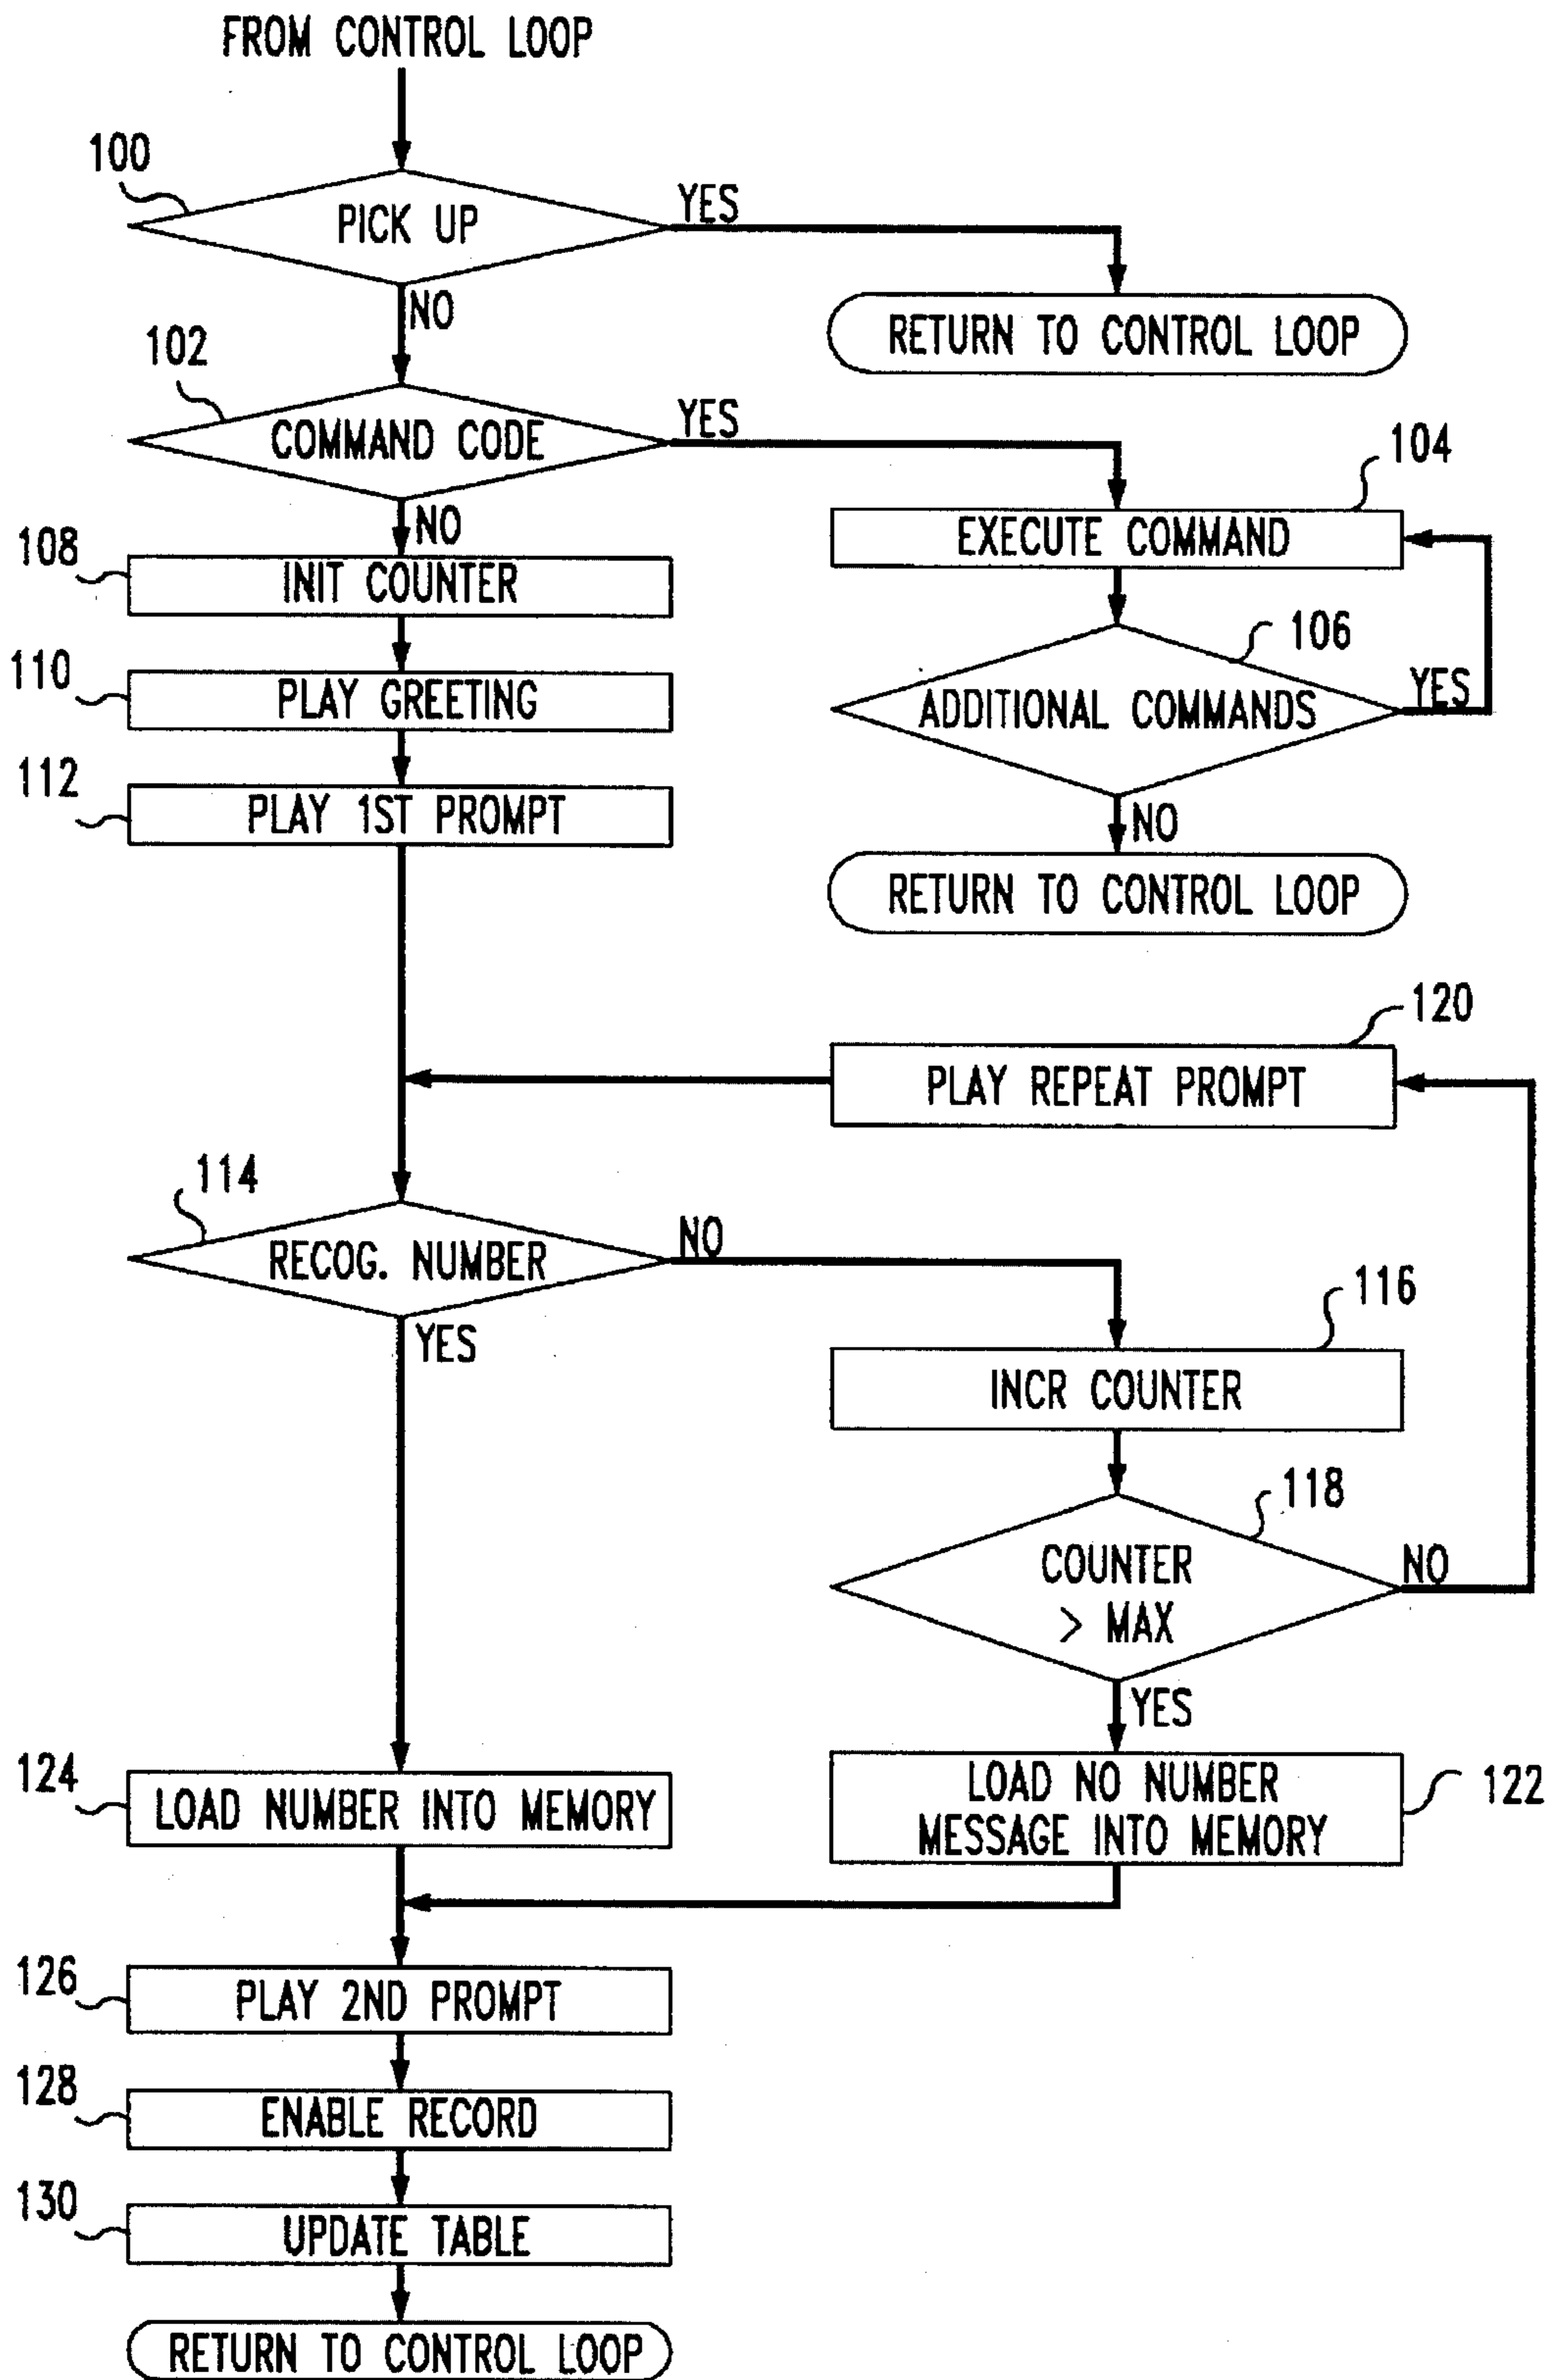 FROM CONTROL LOOP
100
PICK UP
YES
NO
RETURN TO CONTROL LOOP
102
COMMAND CODE
YES
NO
104
EXECUTE COMMAND
108
INIT COUNTER
106
ADDITIONAL COMMANDS
YES
NO
110
PLAY GREETING
112
PLAY 1ST PROMPT
RETURN TO CONTROL LOOP
120
PLAY REPEAT PROMPT
114
RECOG. NUMBER
NO
YES
116
INCR COUNTER
118
COUNTER
> MAX
NO
YES
124
LOAD NUMBER INTO MEMORY
LOAD NO NUMBER
MESSAGE INTO MEMORY
122
126
PLAY 2ND PROMPT
128
ENABLE RECORD
130
UPDATE TABLE
RETURN TO CONTROL LOOP